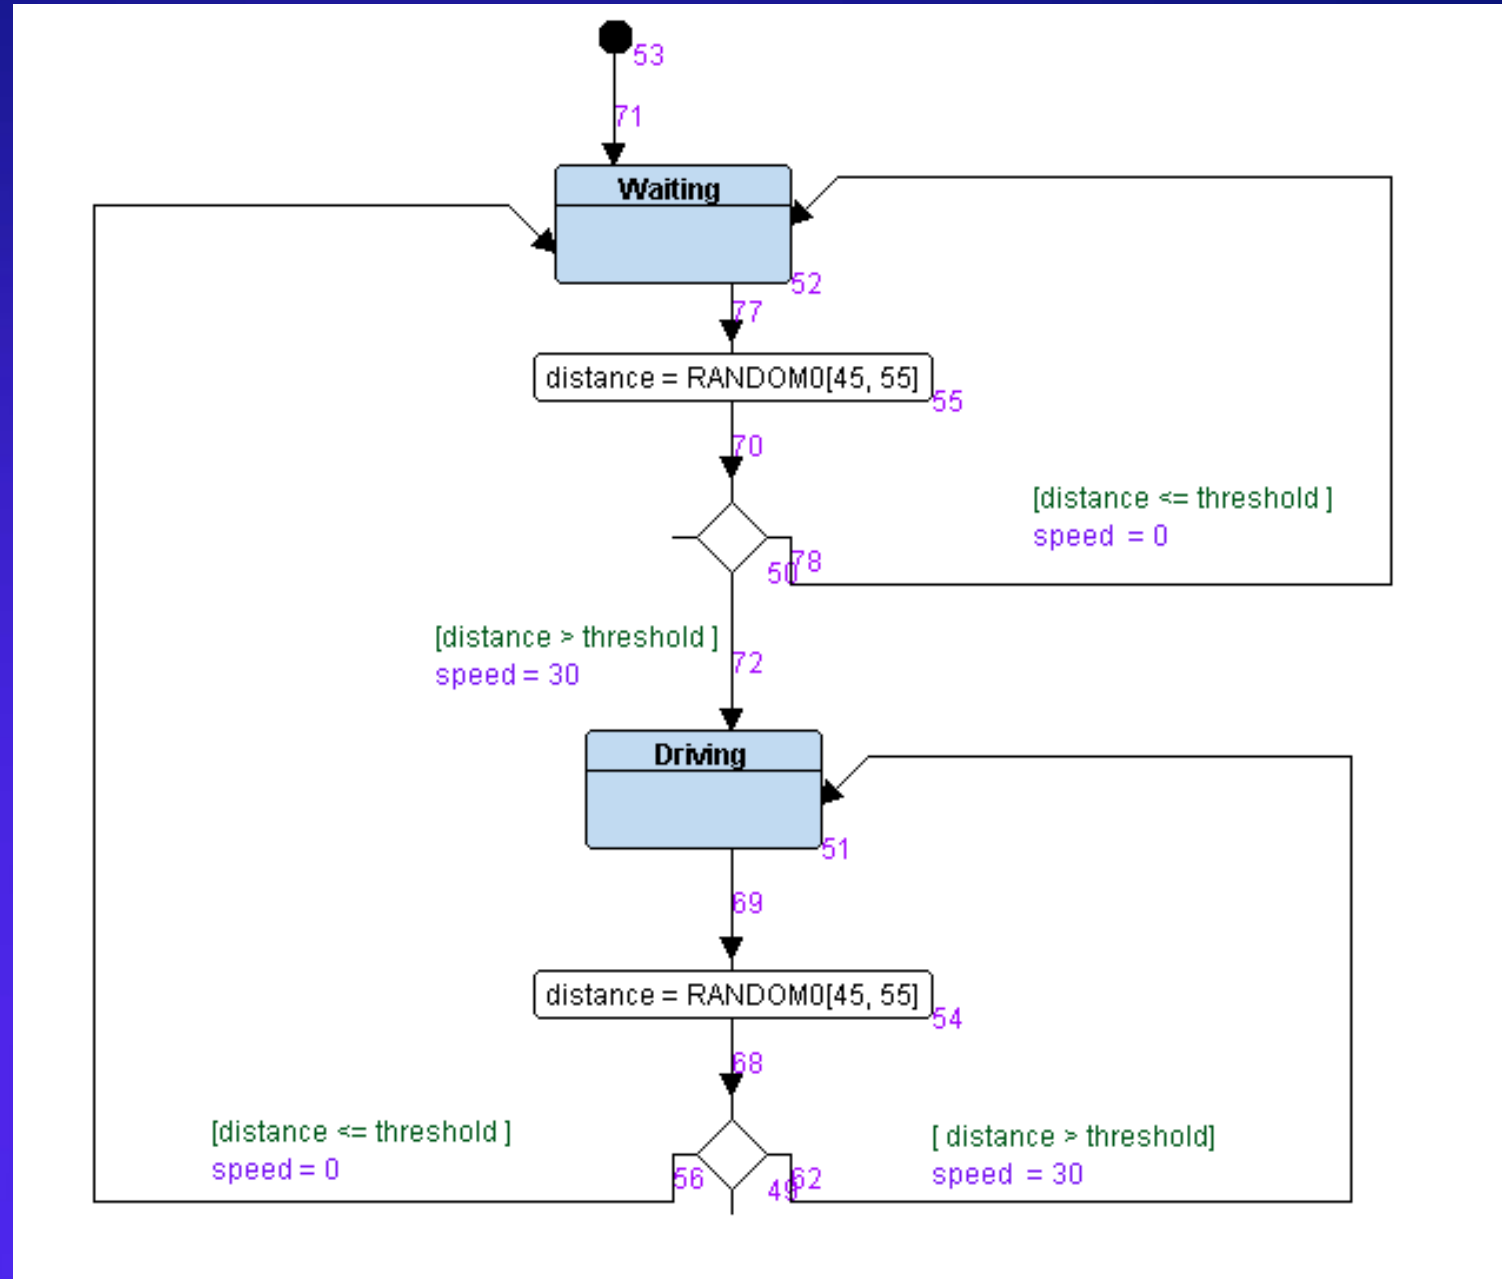 53
71
Waiting
52
77
distance = RANDOM0[45, 55]
55
70
[distance <= threshold ]
speed = 0
50
78
[distance > threshold ]
speed = 30
72
Driving
51
69
distance = RANDOM0[45, 55]
54
68
[distance <= threshold ]
speed = 0
56
49
62
[ distance > threshold]
speed = 30